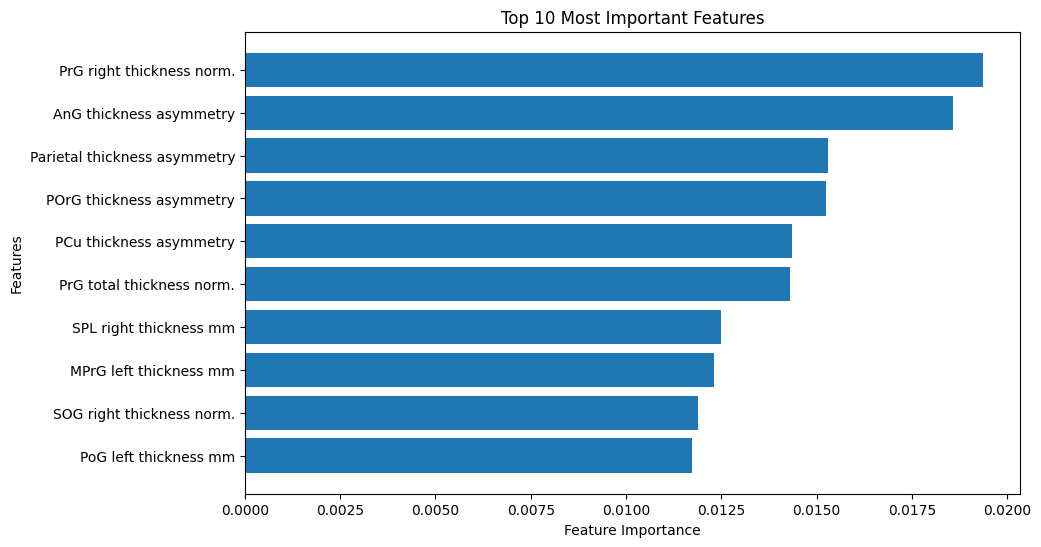 Top 10 Most Important Features
Features
PrG right thickness norm.
AnG thickness asymmetry
Parietal thickness asymmetry
POrG thickness asymmetry
PCu thickness asymmetry
PrG total thickness norm.
SPL right thickness mm
MPrG left thickness mm
SOG right thickness norm.
PoG left thickness mm
0.0000 0.0025 0.0050 0.0075 0.0100 0.0125 0.0150 0.0175 0.0200
Feature Importance